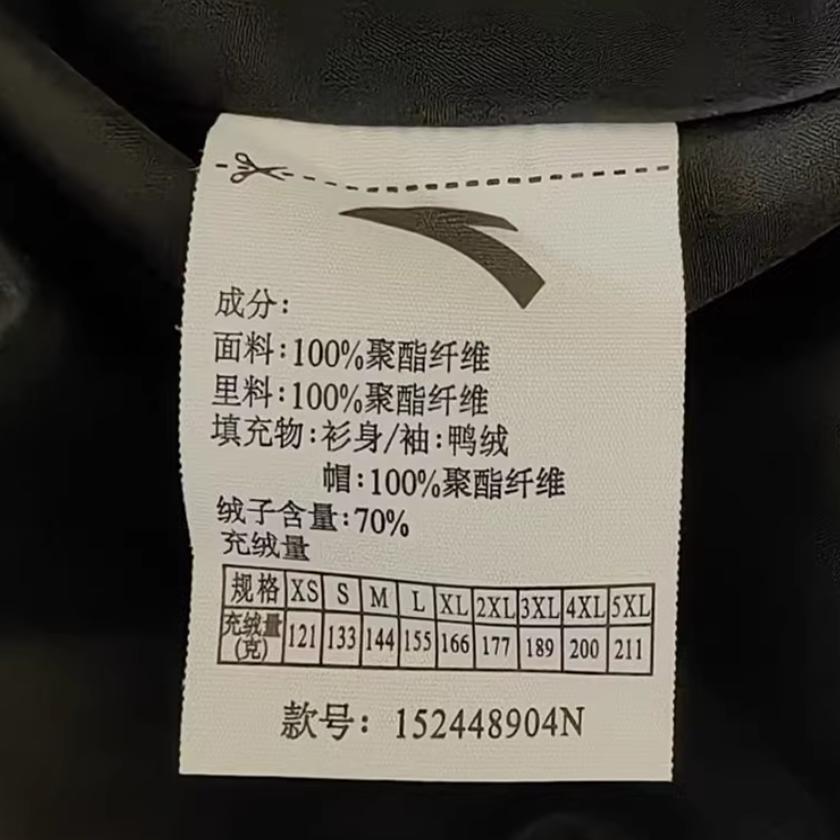 成分:
面料:100%聚酯纤维
里料:100%聚酯纤维
填充物:衫身/袖:鸭绒
帽:100%聚酯纤维
绒子含量:70%
充绒量
规格 XS S M L XL 2XL 3XL 4XL 5XL
充绒量(克) 121 133 144 155 166 177 189 200 211
款号: 152448904N